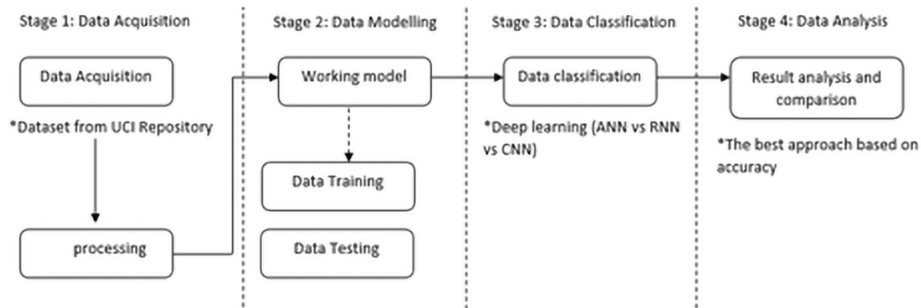 Stage 1: Data Acquisition
Data Acquisition
*Dataset from UCI Repository
processing
Stage 2: Data Modelling
Working model
Data Training
Data Testing
Stage 3: Data Classification
Data classification
*Deep learning (ANN vs RNN
vs CNN)
Stage 4: Data Analysis
Result analysis and
comparison
*The best approach based on
accuracy